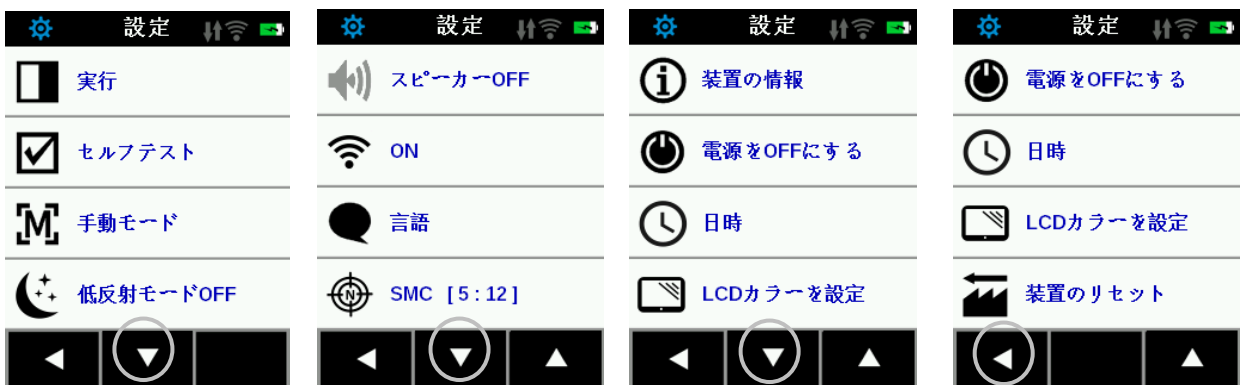 設定
実行
セルフテスト
手動モード
低反射モードOFF
設定
スピーカーOFF
ON
言語
SMC [5:12]
設定
装置の情報
電源をOFFにする
日時
LCDカラーを設定
設定
電源をOFFにする
日時
LCDカラーを設定
装置のリセット